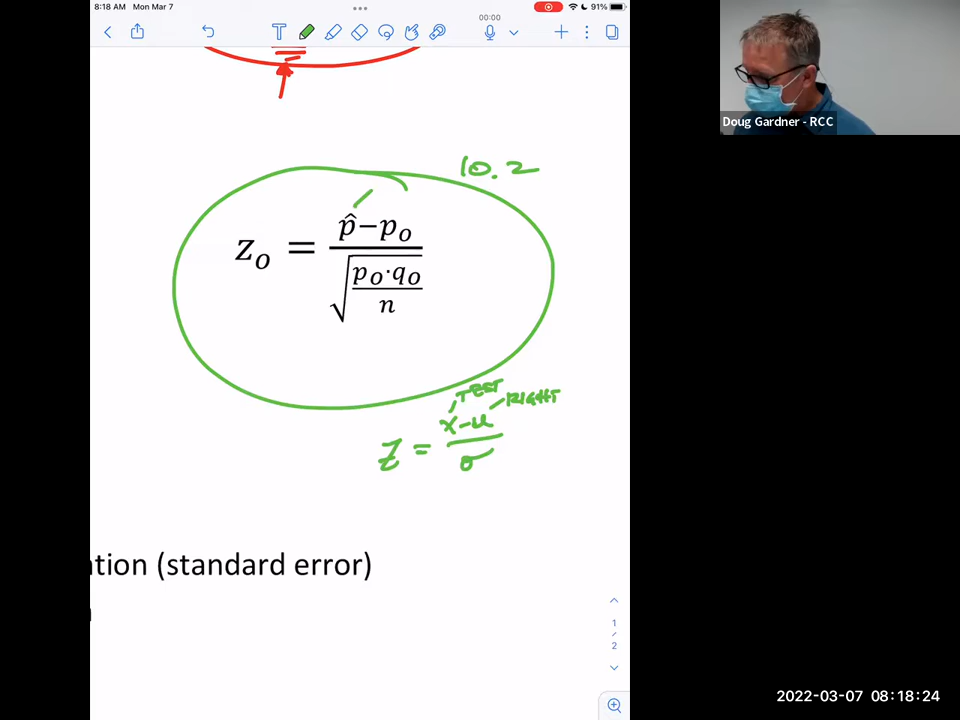 8:18 AM Mon Mar 7
00:00
91%
T
10.2
z₀ = (p̂−p₀)/√(p₀·q₀/n)
TEST
RIGHT
Z = (x−μ)/σ
ation (standard error)
1
/
2
Doug Gardner - RCC
2022-03-07 08:18:24